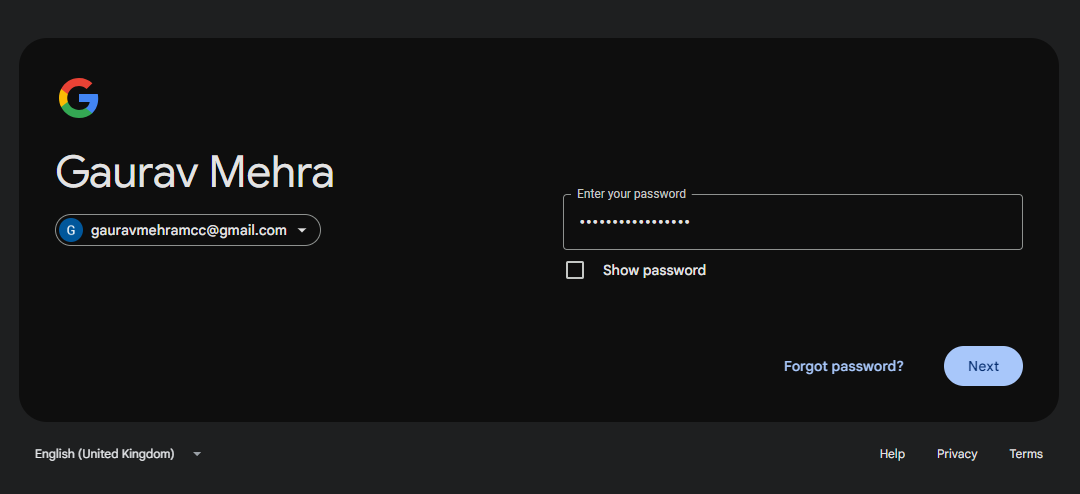 Gaurav Mehra
G gauravmehramcc@gmail.com
Enter your password
•••••••••••••••••
Show password
Forgot password?
Next
English (United Kingdom)
Help
Privacy
Terms